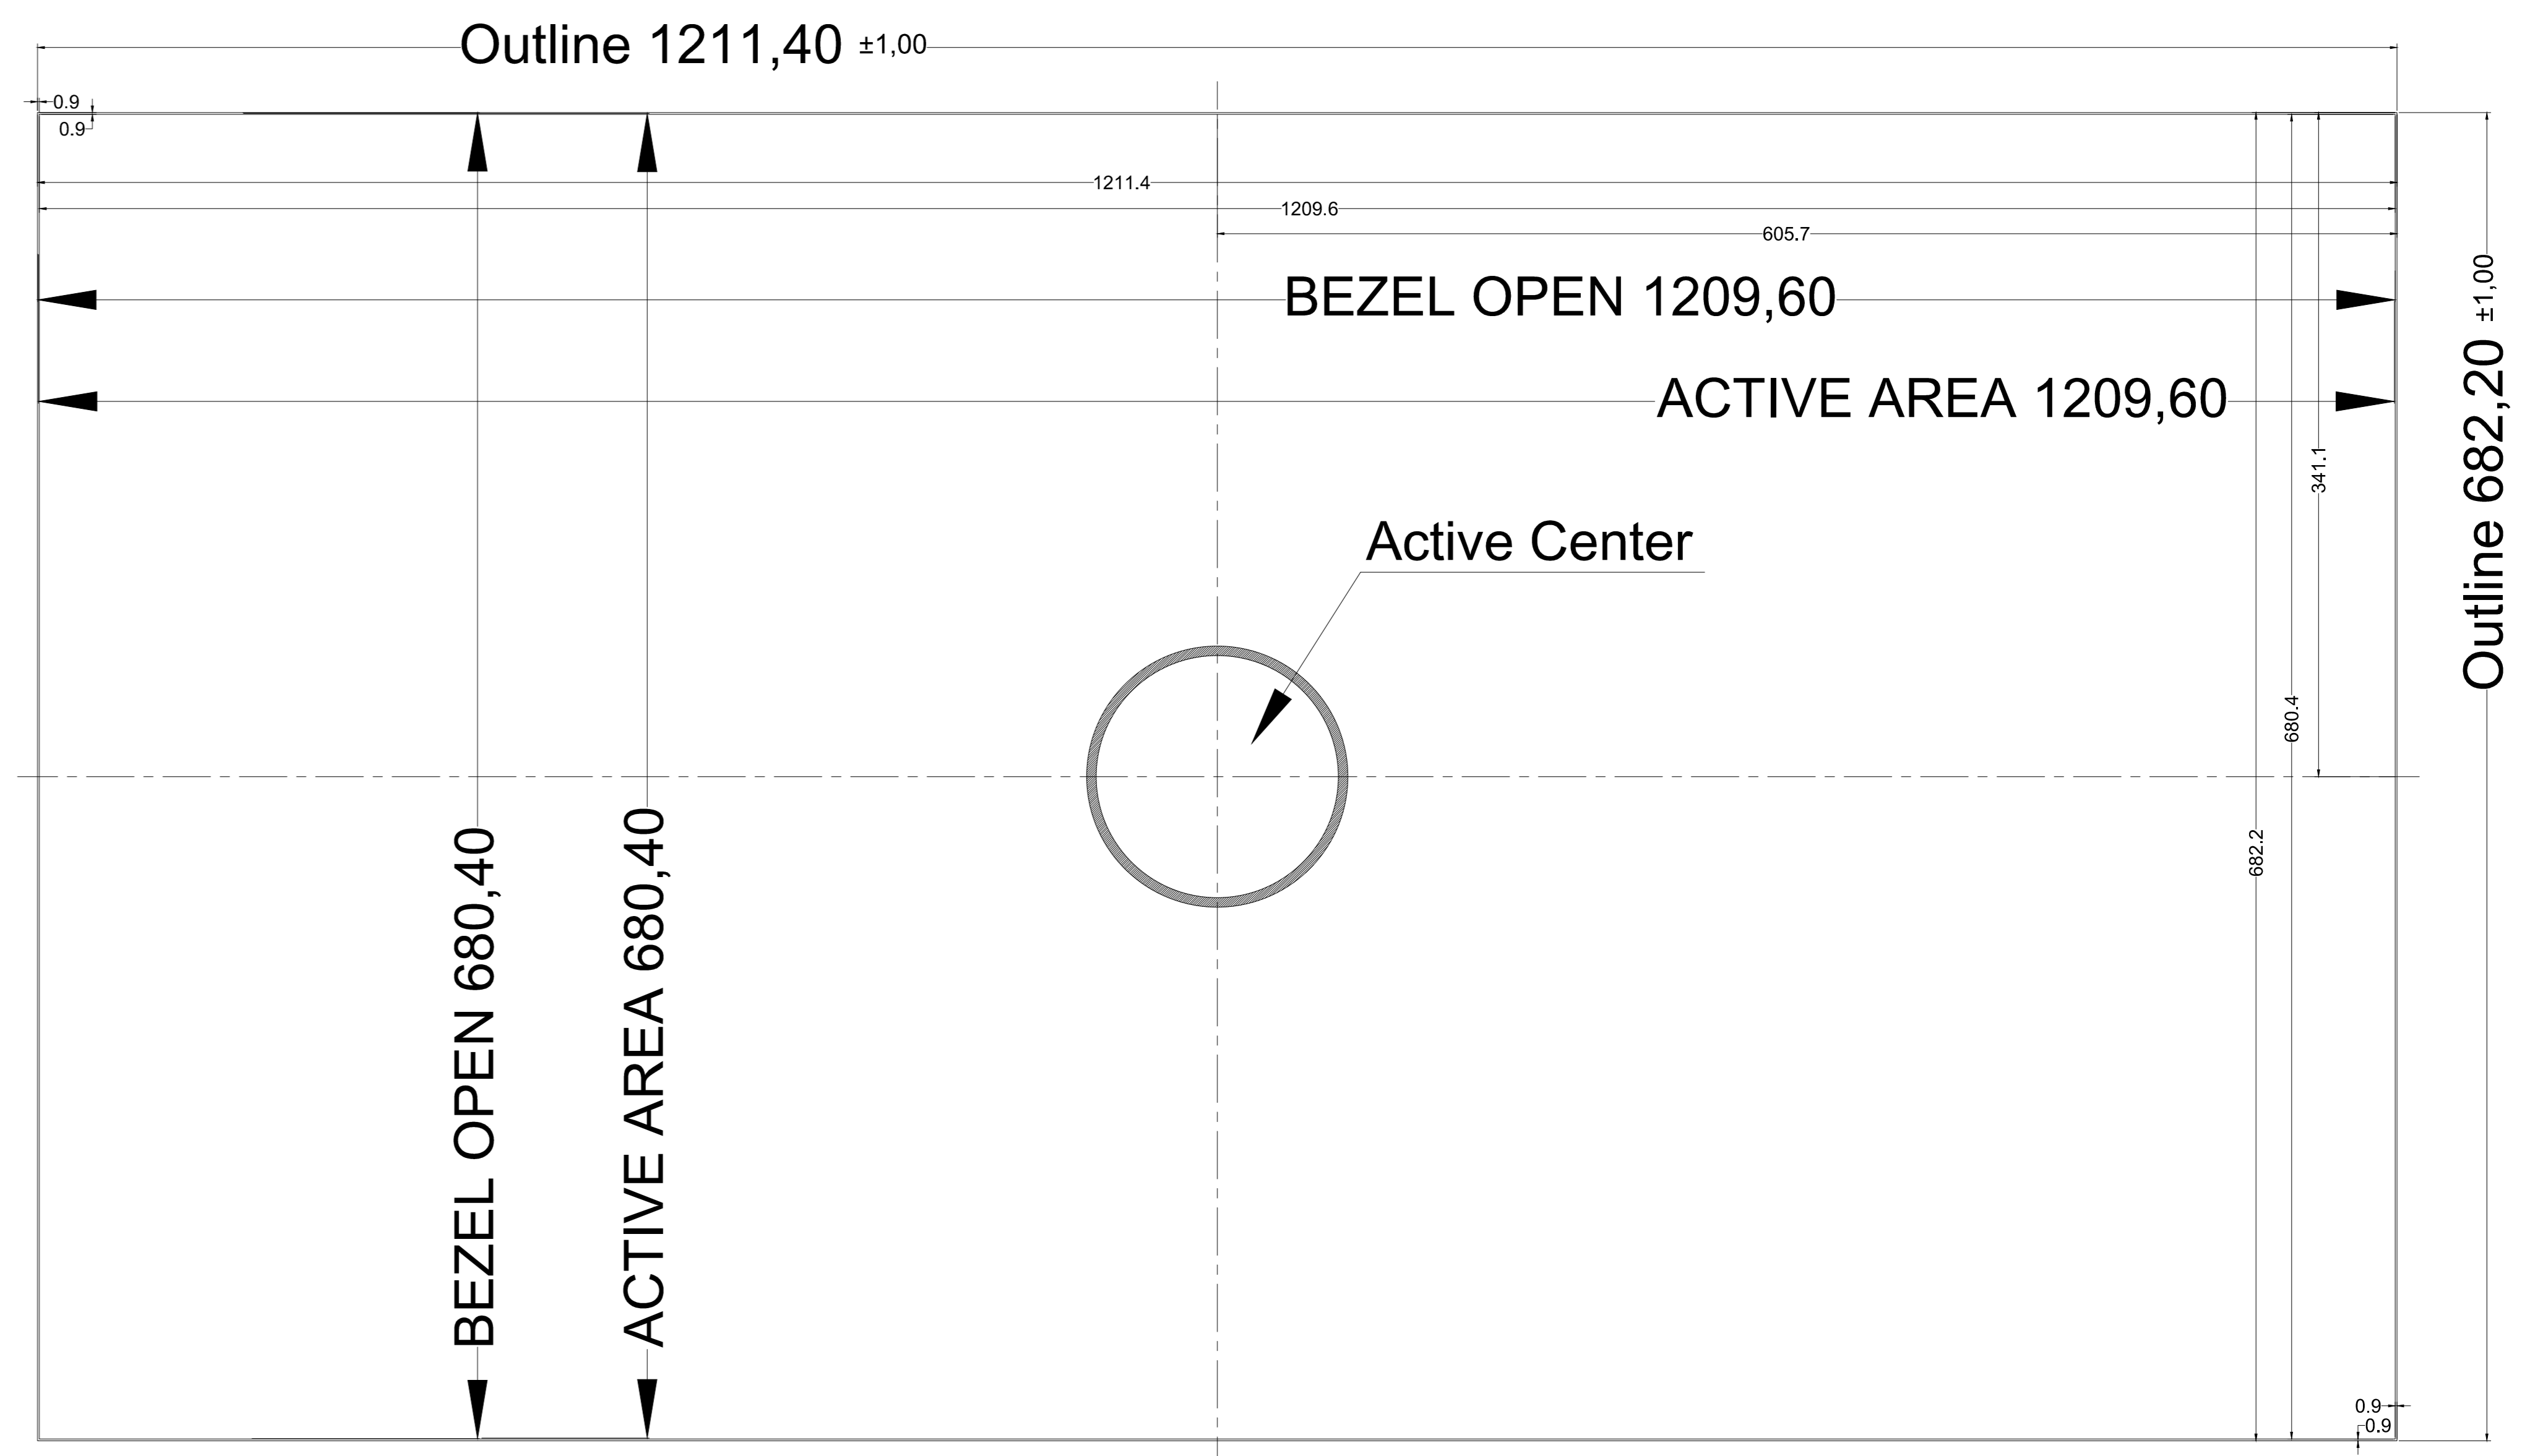 Outline 1211,40 ±1,00
0.9
0.9
1211.4
1209.6
605.7
BEZEL OPEN 1209,60
ACTIVE AREA 1209,60
Outline 682,20 ±1,00
341.1
Active Center
680.4
682.2
BEZEL OPEN 680,40
ACTIVE AREA 680,40
0.9
0.9